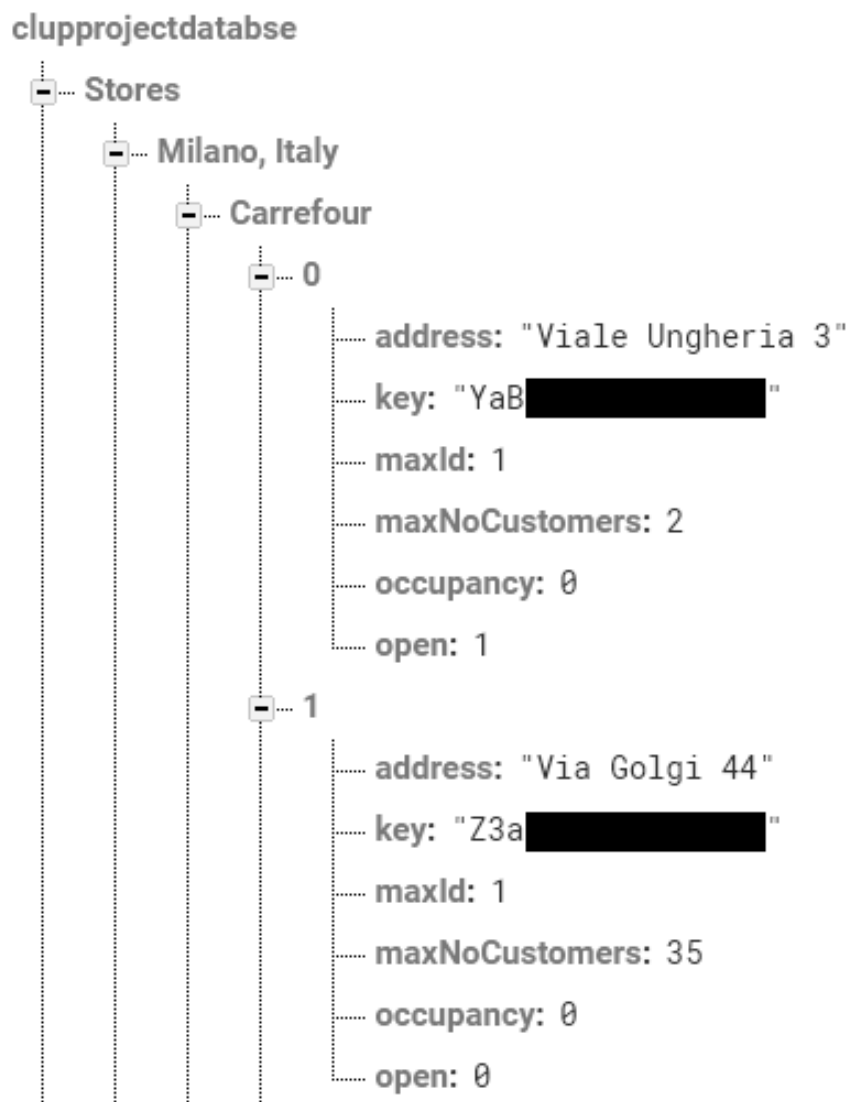 clupprojectdatabse
Stores
Milano, Italy
Carrefour
0
address: "Viale Ungheria 3"
key: "YaB"
maxId: 1
maxNoCustomers: 2
occupancy: 0
open: 1
1
address: "Via Golgi 44"
key: "Z3a"
maxId: 1
maxNoCustomers: 35
occupancy: 0
open: 0